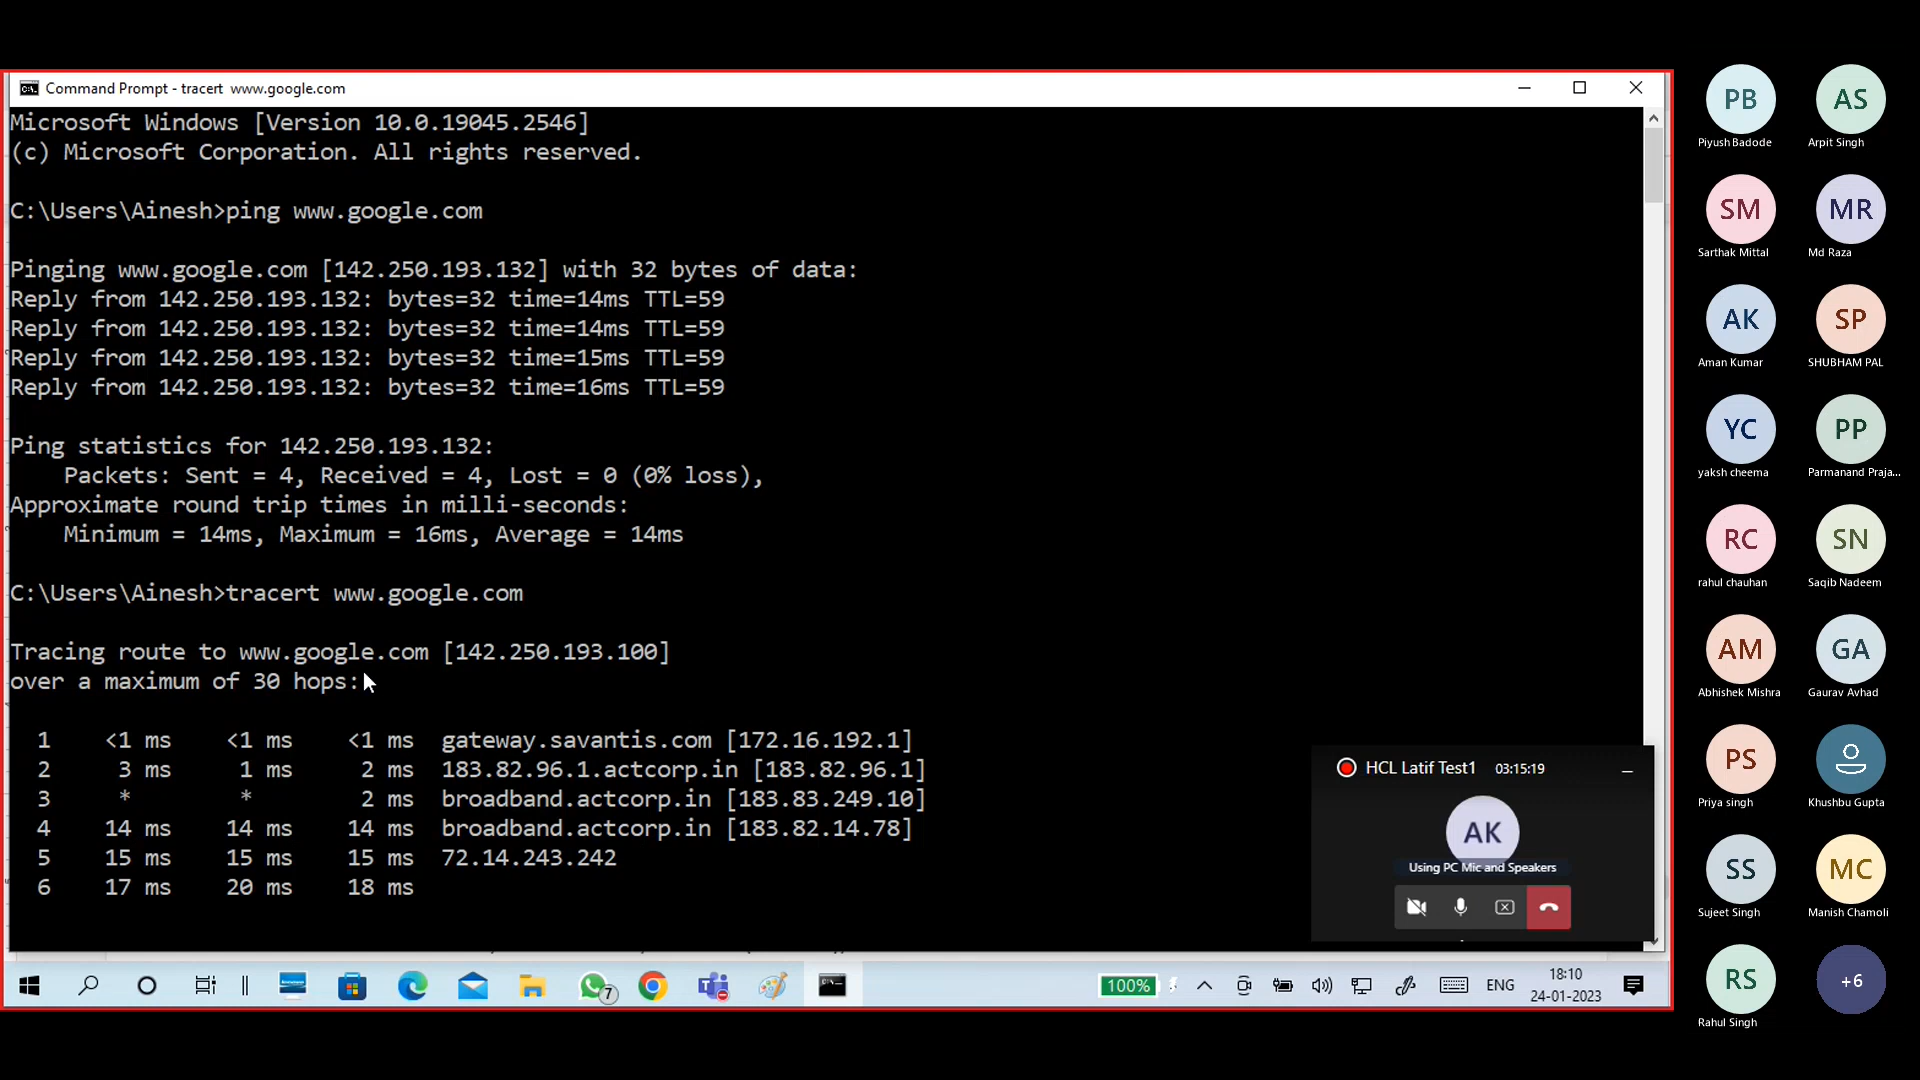 Command Prompt - tracert www.google.com
Microsoft Windows [Version 10.0.19045.2546]
(c) Microsoft Corporation. All rights reserved.
C:\Users\Ainesh>ping www.google.com
Pinging www.google.com [142.250.193.132] with 32 bytes of data:
Reply from 142.250.193.132: bytes=32 time=14ms TTL=59
Reply from 142.250.193.132: bytes=32 time=14ms TTL=59
Reply from 142.250.193.132: bytes=32 time=15ms TTL=59
Reply from 142.250.193.132: bytes=32 time=16ms TTL=59
Ping statistics for 142.250.193.132:
Packets: Sent = 4, Received = 4, Lost = 0 (0% loss),
Approximate round trip times in milli-seconds:
Minimum = 14ms, Maximum = 16ms, Average = 14ms
C:\Users\Ainesh>tracert www.google.com
Tracing route to www.google.com [142.250.193.100]
over a maximum of 30 hops:
1 <1 ms <1 ms <1 ms gateway.savantis.com [172.16.192.1]
2 3 ms 1 ms 2 ms 183.82.96.1.actcorp.in [183.82.96.1]
3 * * 2 ms broadband.actcorp.in [183.83.249.10]
4 14 ms 14 ms 14 ms broadband.actcorp.in [183.82.14.78]
5 15 ms 15 ms 15 ms 72.14.243.242
6 17 ms 20 ms 18 ms
HCL Latif Test1 03:15:19
AK
Using PC Mic and Speakers
7
100%
ENG
18:10
24-01-2023
PB AS
Piyush Badode Arpit Singh
SM MR
Sarthak Mittal Md Raza
AK SP
Aman Kumar SHUBHAM PAL
YC PP
yaksh cheema Parmanand Praja...
RC SN
rahul chauhan Saqib Nadeem
AM GA
Abhishek Mishra Gaurav Avhad
PS
Priya singh Khushbu Gupta
SS MC
Sujeet Singh Manish Chamoli
RS +6
Rahul Singh